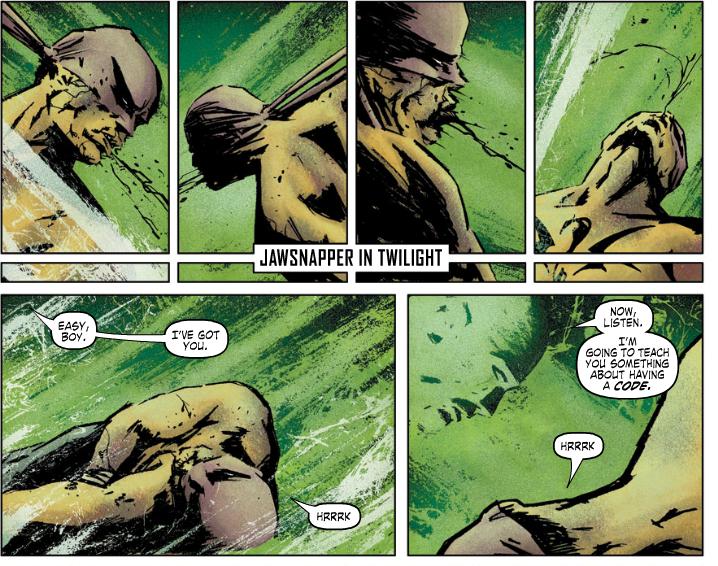 JAWSNAPPER IN TWILIGHT
EASY,
BOY.
I'VE GOT
YOU.
HRRRK
NOW,
LISTEN.
I'M
GOING TO TEACH
YOU SOMETHING
ABOUT HAVING
A CODE.
HRRRK